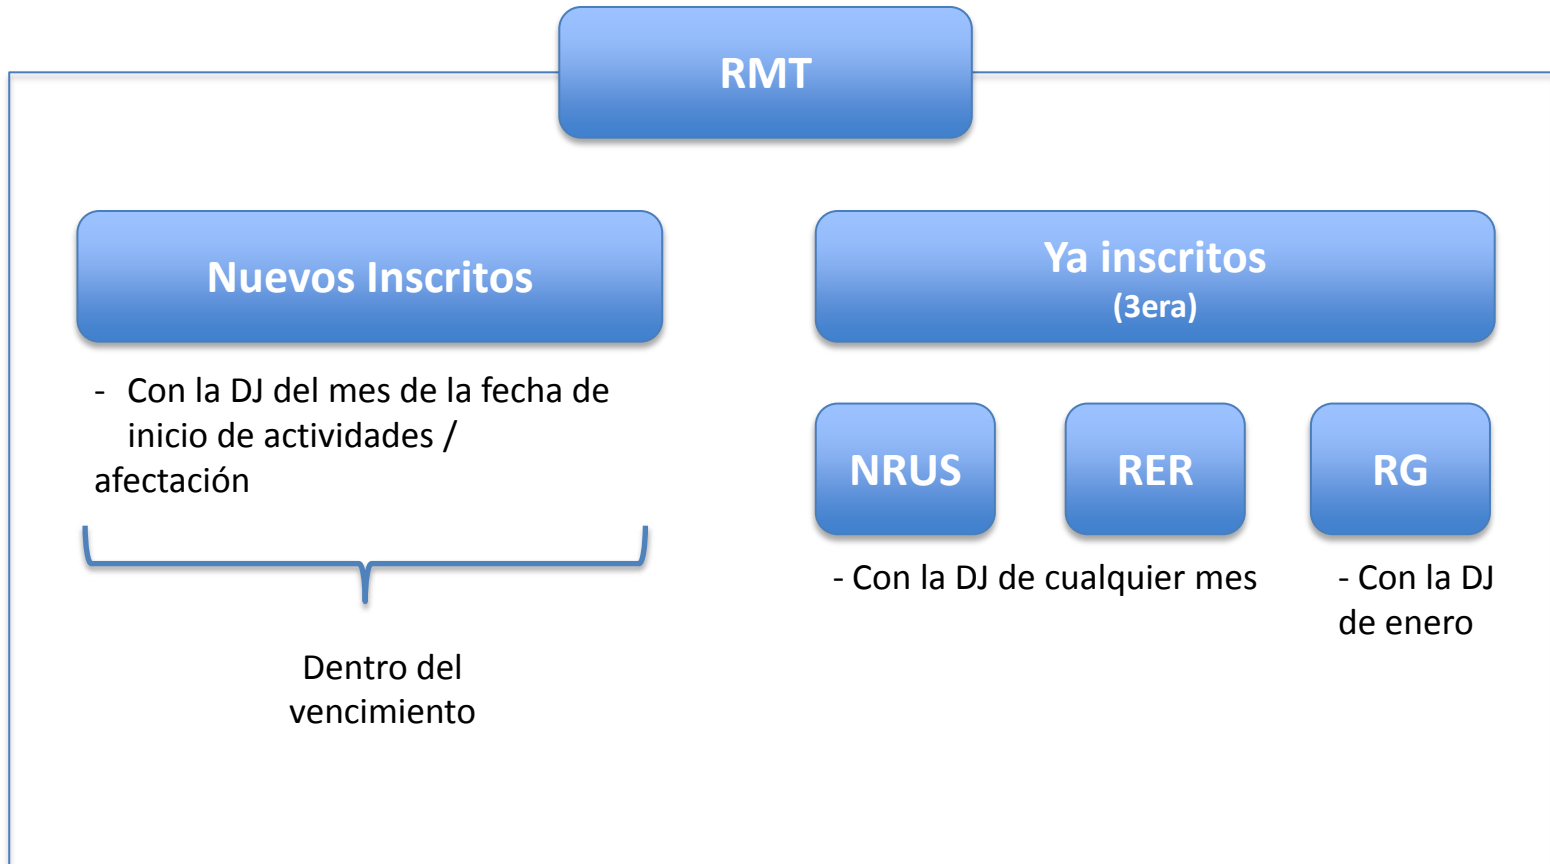 RMT
Nuevos Inscritos
- Con la DJ del mes de la fecha de
inicio de actividades /
afectación
Dentro del
vencimiento
Ya inscritos
(3era)
NRUS
RER
RG
- Con la DJ de cualquier mes
- Con la DJ
de enero